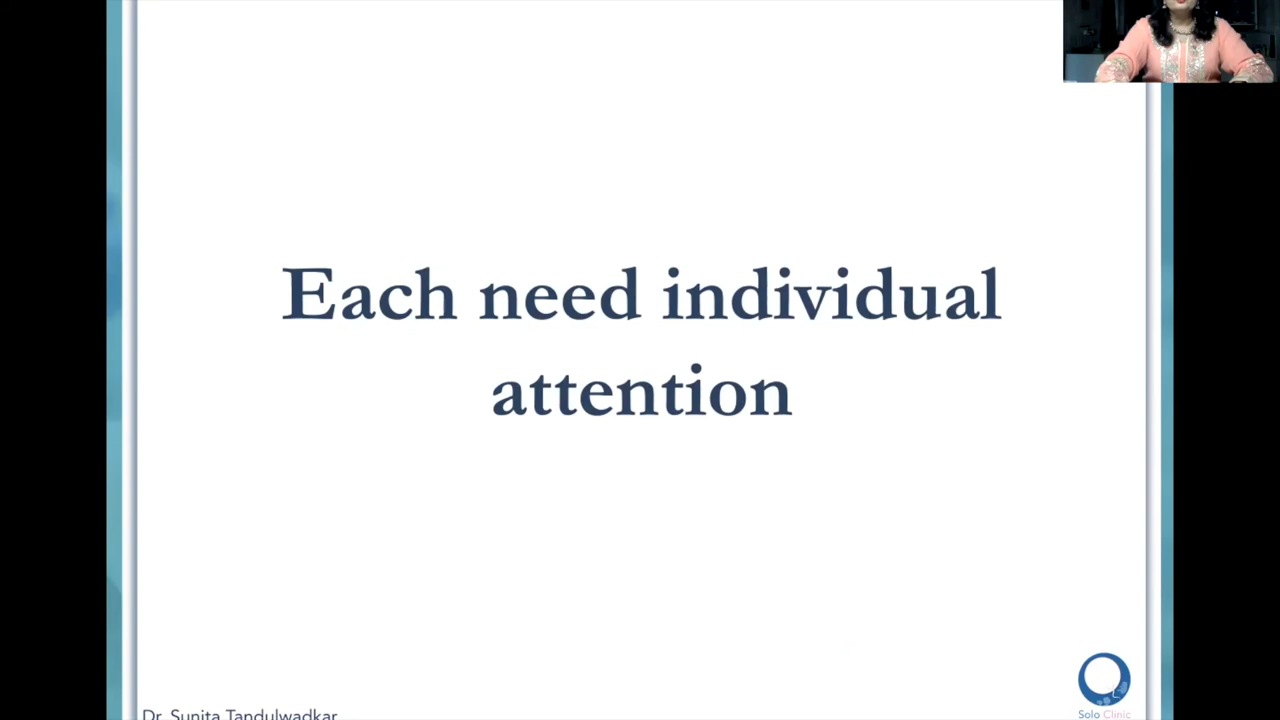 Each need individual
attention
Dr. Sunita Tandulwadkar
Solo Clinic